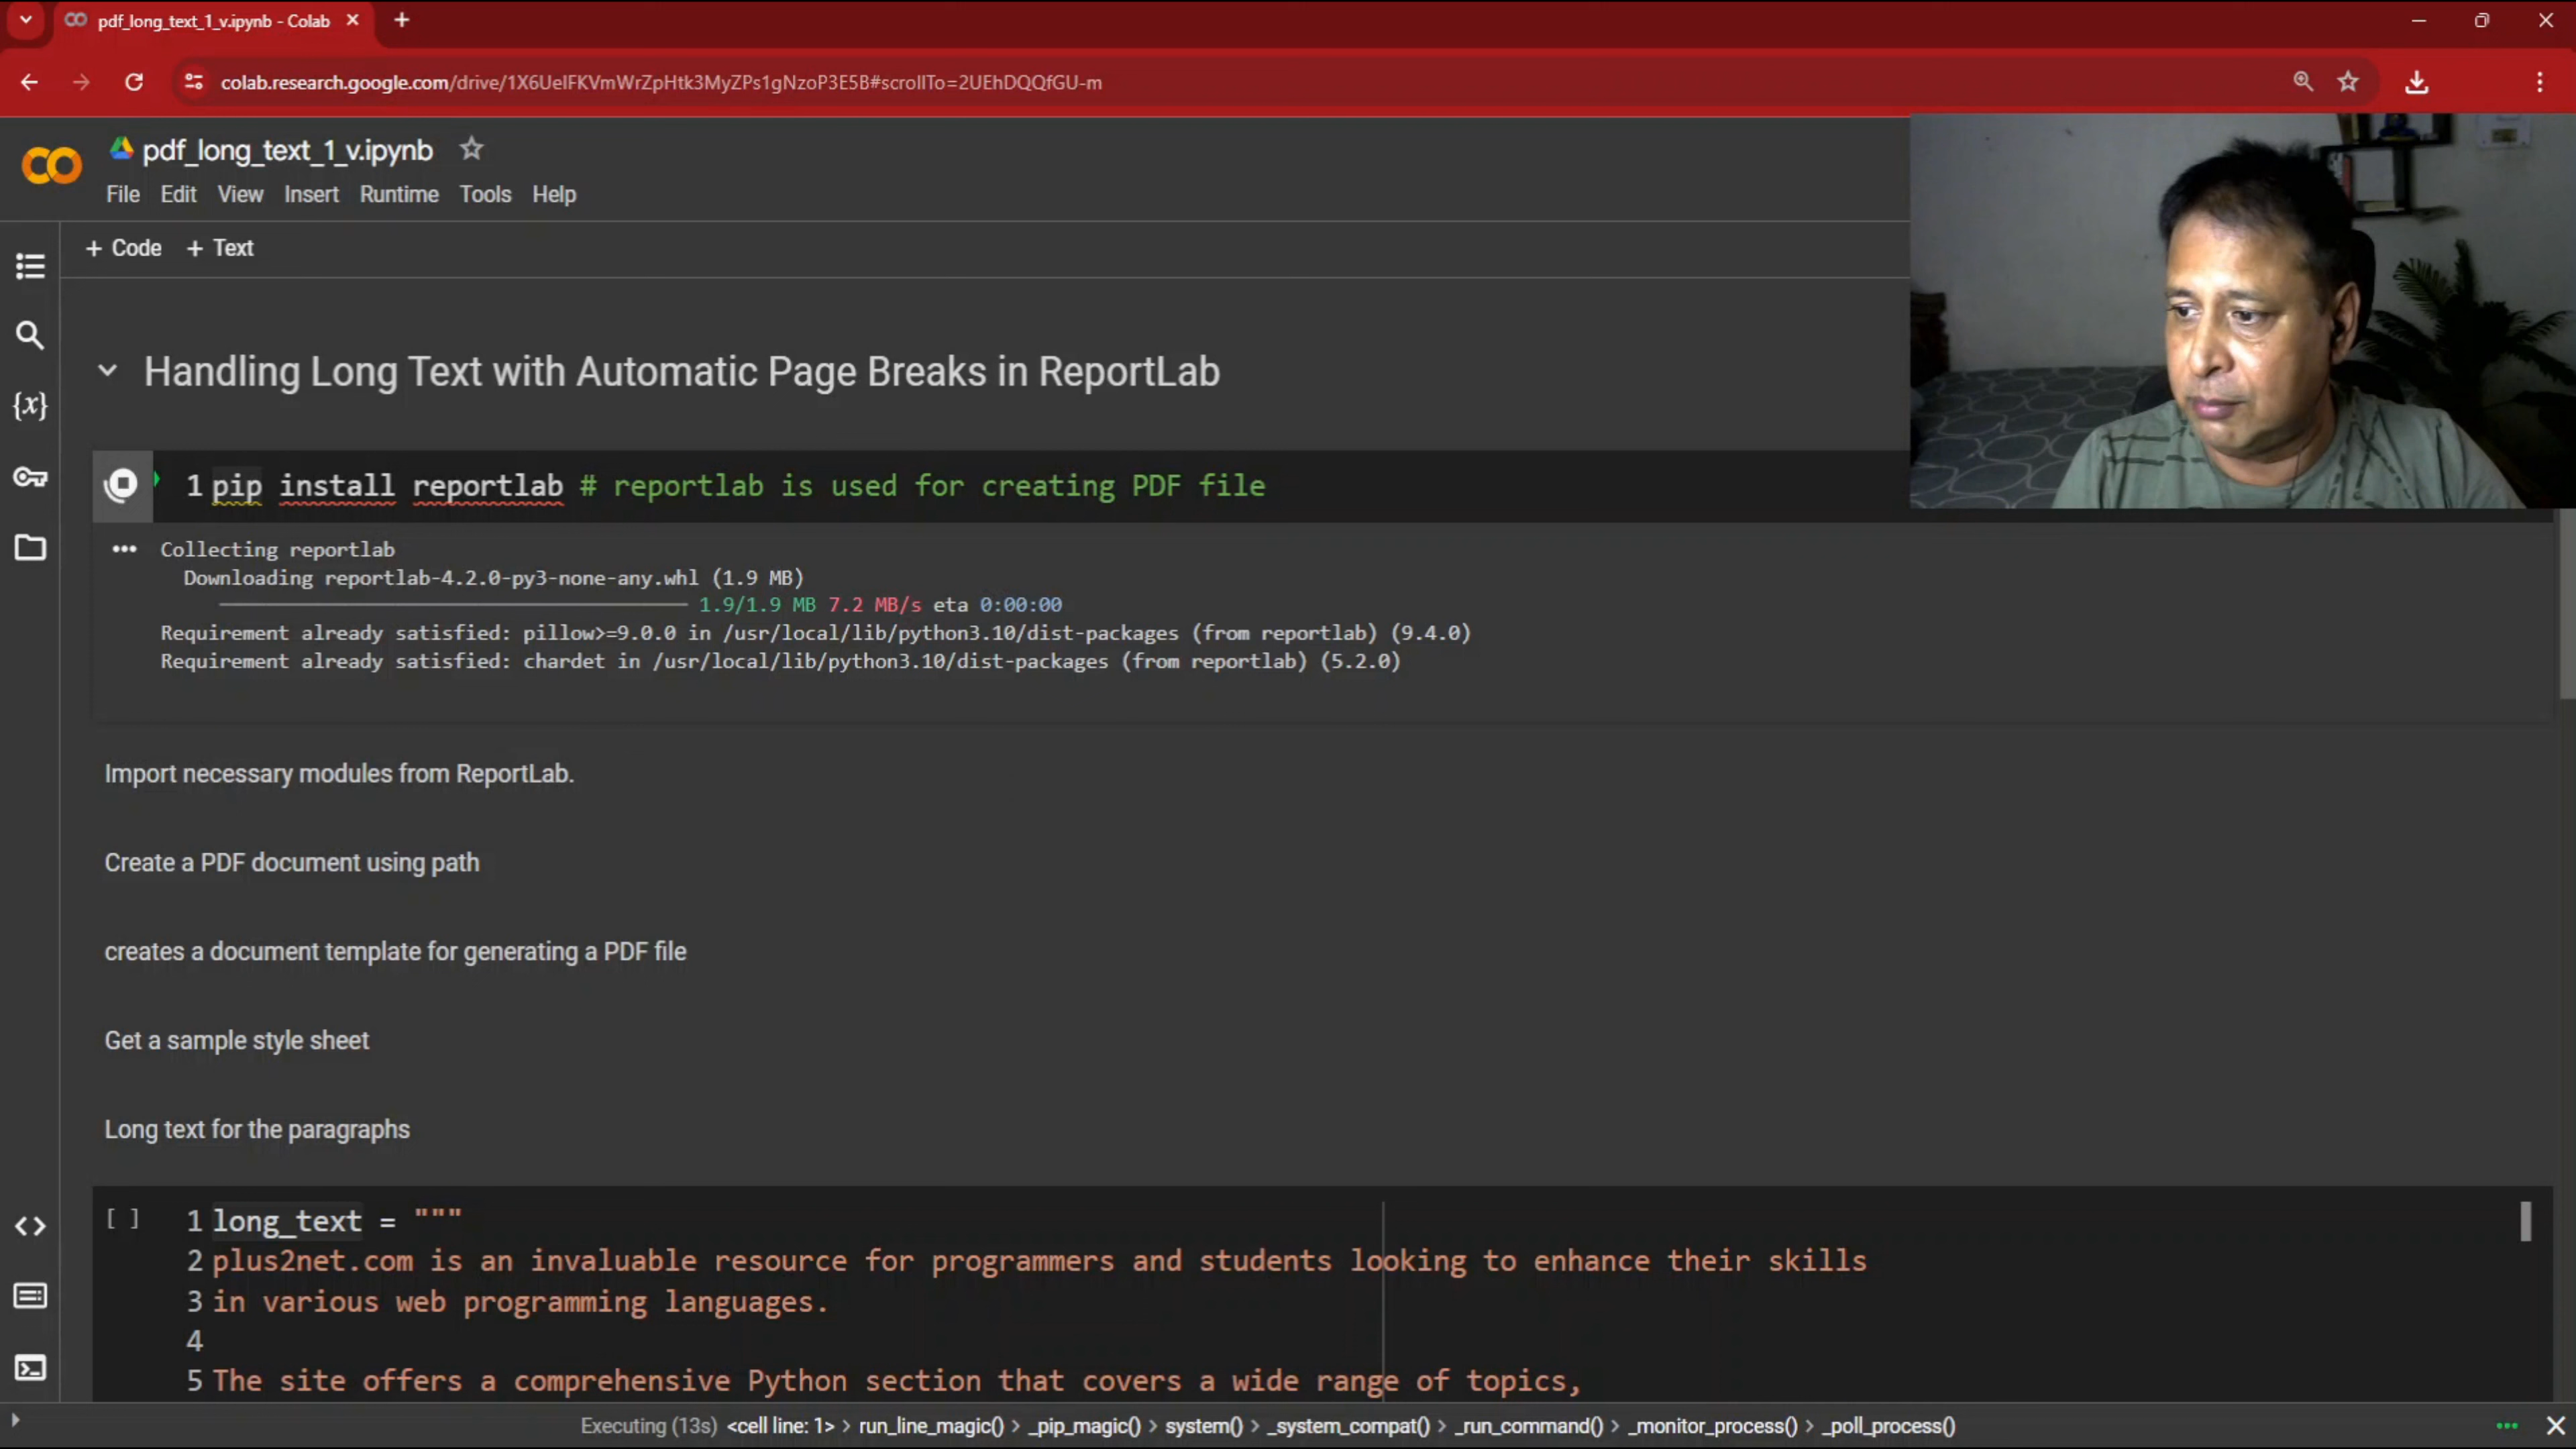 pdf_long_text_1_v.ipynb - Colab
colab.research.google.com/drive/1X6UeIFKVmWrZpHtk3MyZPs1gNzoP3E5B#scrollTo=2UEhDQQfGU-m
pdf_long_text_1_v.ipynb
File Edit View Insert Runtime Tools Help
+ Code + Text
Handling Long Text with Automatic Page Breaks in ReportLab
1 pip install reportlab # reportlab is used for creating PDF file
Collecting reportlab
Downloading reportlab-4.2.0-py3-none-any.whl (1.9 MB)
1.9/1.9 MB 7.2 MB/s eta 0:00:00
Requirement already satisfied: pillow>=9.0.0 in /usr/local/lib/python3.10/dist-packages (from reportlab) (9.4.0)
Requirement already satisfied: chardet in /usr/local/lib/python3.10/dist-packages (from reportlab) (5.2.0)
Import necessary modules from ReportLab.
Create a PDF document using path
creates a document template for generating a PDF file
Get a sample style sheet
Long text for the paragraphs
[ ] 1 long_text = """
2 plus2net.com is an invaluable resource for programmers and students looking to enhance their skills
3 in various web programming languages.
4
5 The site offers a comprehensive Python section that covers a wide range of topics,
Executing (13s) <cell line: 1> > run_line_magic() > _pip_magic() > system() > _system_compat() > _run_command() > _monitor_process() > _poll_process()